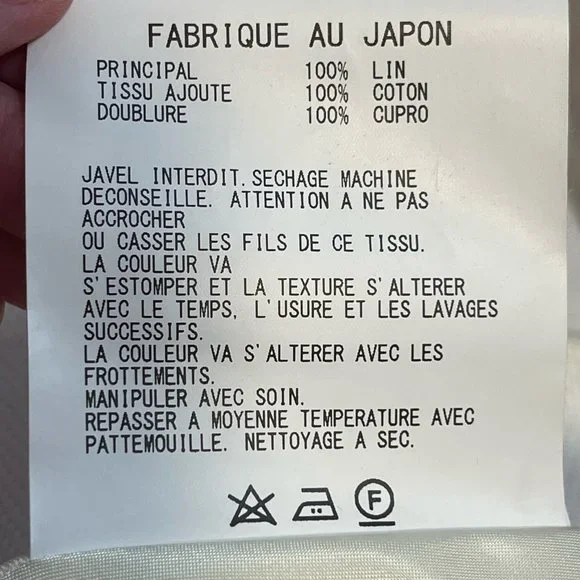 FABRIQUE AU JAPON
PRINCIPAL 100% LIN
TISSU AJOUTE 100% COTON
DOUBLURE 100% CUPRO
JAVEL INTERDIT. SECHAGE MACHINE
DECONSEILLE. ATTENTION A NE PAS
ACCROCHER
OU CASSER LES FILS DE CE TISSU.
LA COULEUR VA
S'ESTOMPER ET LA TEXTURE S'ALTERER
AVEC LE TEMPS, L'USURE ET LES LAVAGES
SUCCESSIFS.
LA COULEUR VA S'ALTERER AVEC LES
FROTTEMENTS.
MANIPULER AVEC SOIN.
REPASSER A MOYENNE TEMPERATURE AVEC
PATTEMOUILLE. NETTOYAGE A SEC.
F